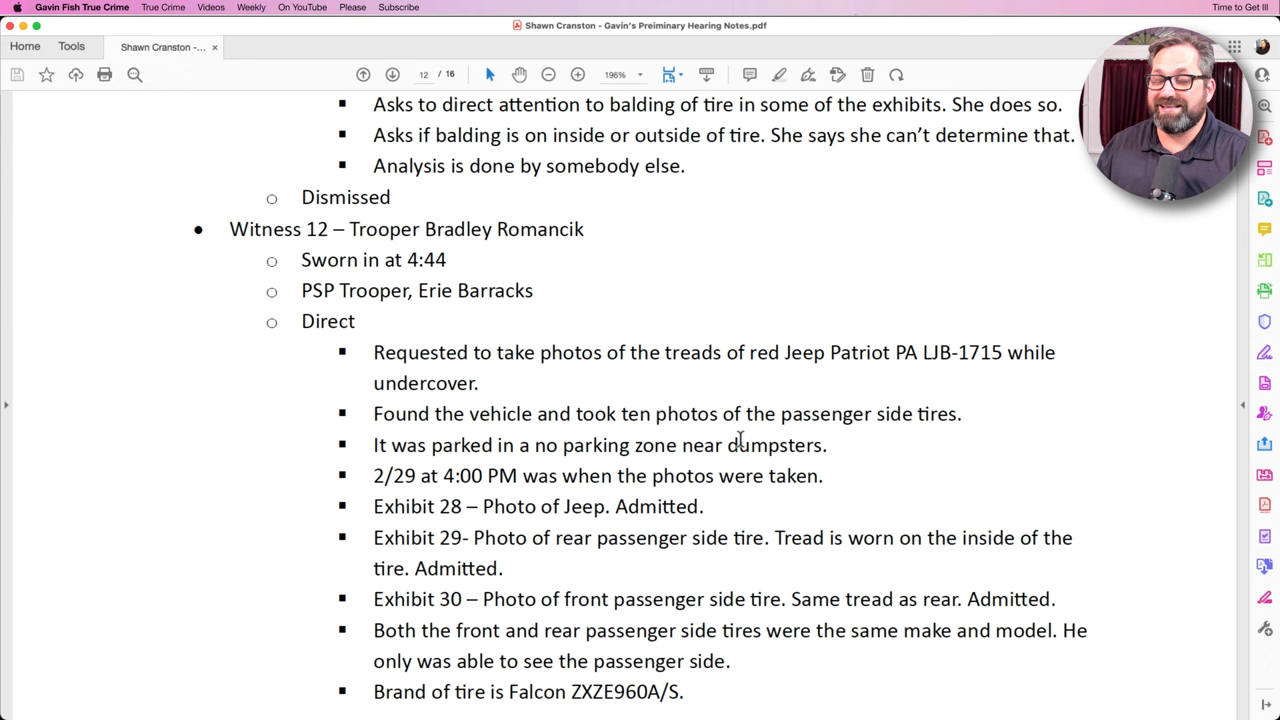 Gavin Fish True Crime True Crime Videos Weekly On YouTube Please Subscribe Time to Get Ill
Shawn Cranston - Gavin's Preiminary Hearing Notes.pdf
Home Tools Shawn Cranston -... ×
12 / 16 196%
▪ Asks to direct attention to balding of tire in some of the exhibits. She does so.
▪ Asks if balding is on inside or outside of tire. She says she can’t determine that.
▪ Analysis is done by somebody else.
o Dismissed
• Witness 12 – Trooper Bradley Romancik
o Sworn in at 4:44
o PSP Trooper, Erie Barracks
o Direct
▪ Requested to take photos of the treads of red Jeep Patriot PA LJB-1715 while
undercover.
▪ Found the vehicle and took ten photos of the passenger side tires.
▪ It was parked in a no parking zone near dumpsters.
▪ 2/29 at 4:00 PM was when the photos were taken.
▪ Exhibit 28 – Photo of Jeep. Admitted.
▪ Exhibit 29- Photo of rear passenger side tire. Tread is worn on the inside of the
tire. Admitted.
▪ Exhibit 30 – Photo of front passenger side tire. Same tread as rear. Admitted.
▪ Both the front and rear passenger side tires were the same make and model. He
only was able to see the passenger side.
▪ Brand of tire is Falcon ZXZE960A/S.